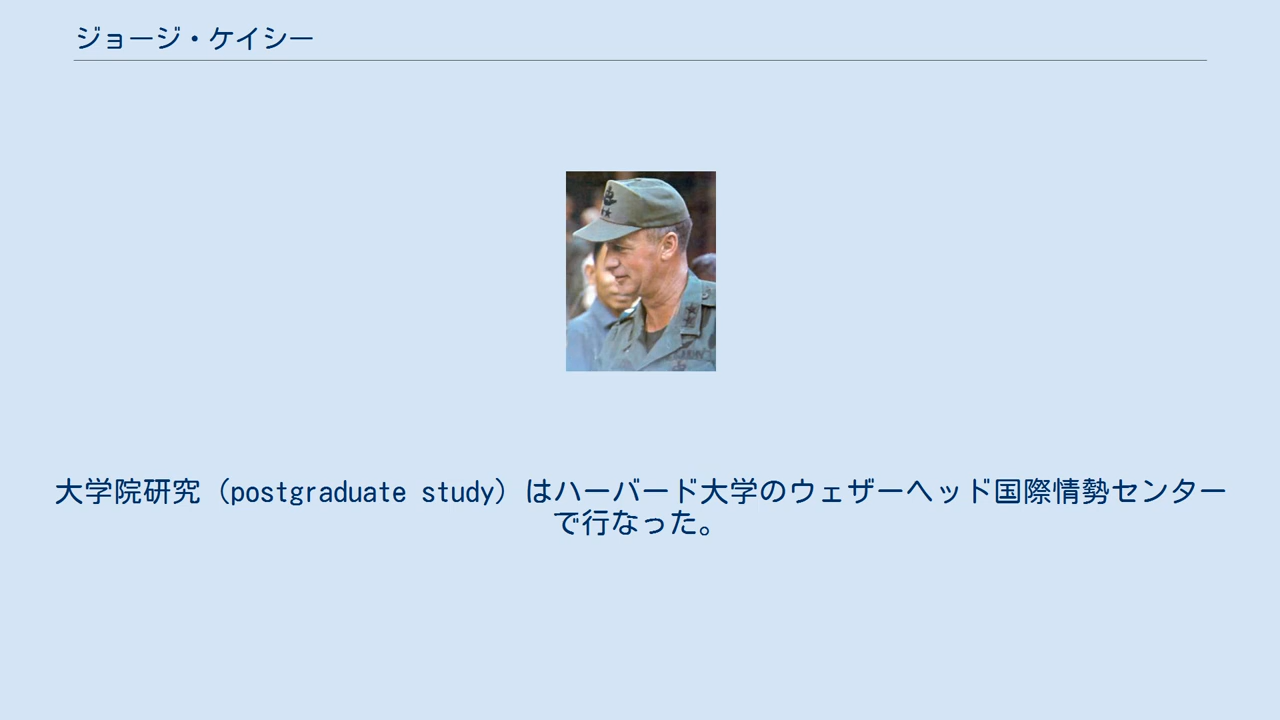 ジョージ・ケイシー
大学院研究（postgraduate study）はハーバード大学のウェザーヘッド国際情勢センター
で行なった。